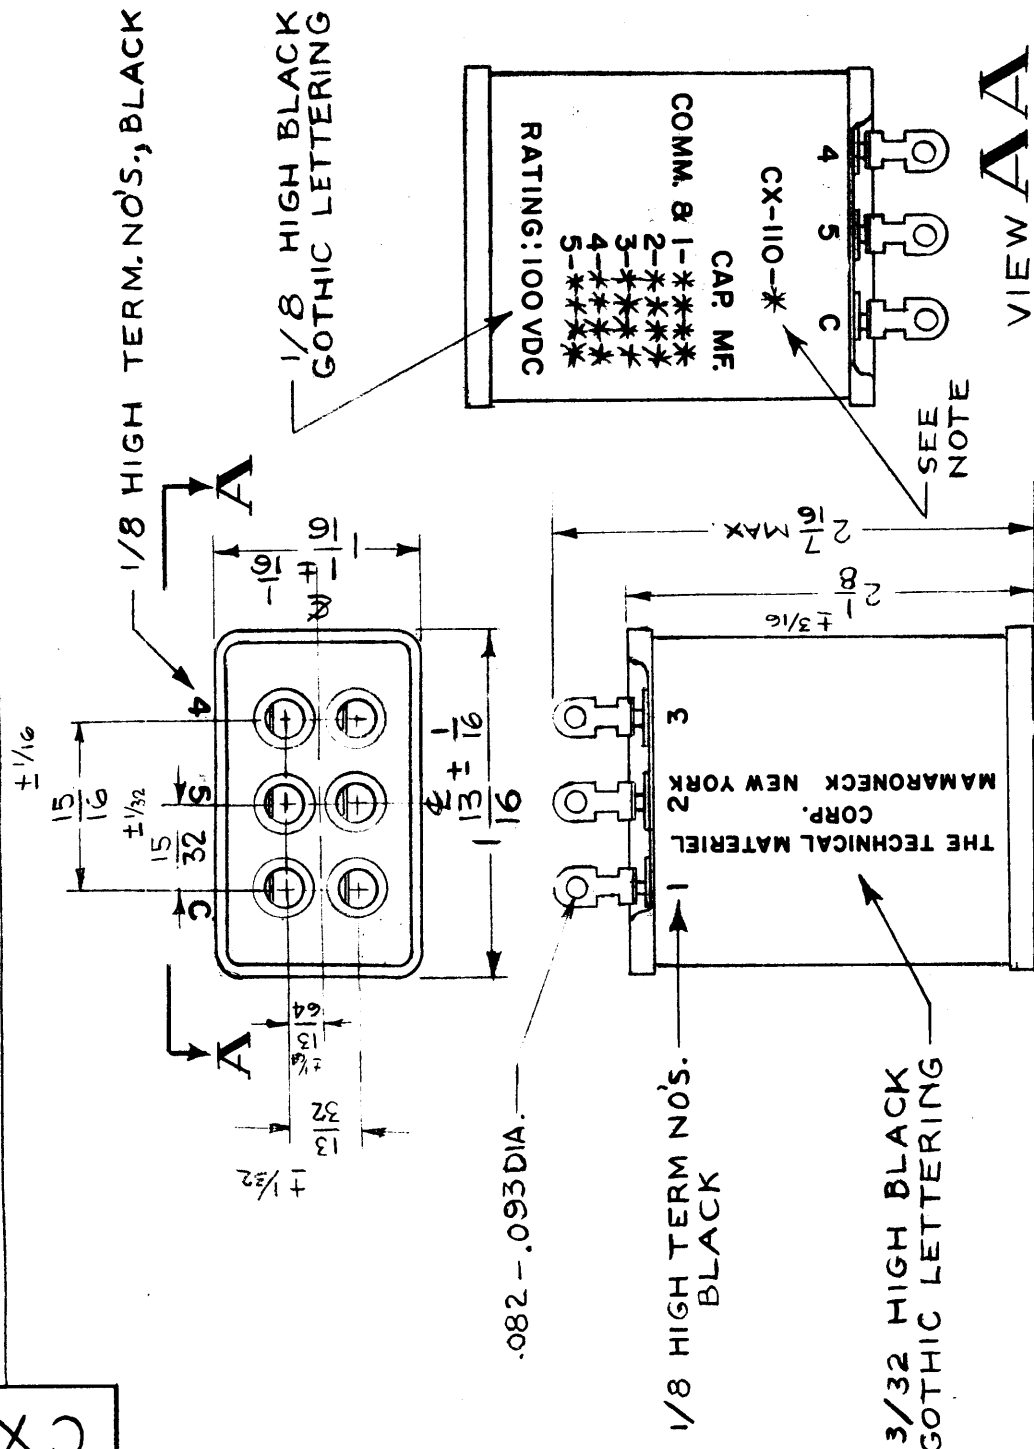 1/8 HIGH TERM. NO'S., BLACK
1/8 HIGH BLACK
GOTHIC LETTERING
RATING: 100 VDC
COMM. & 1-****
2-****
3-****
4-****
5-****
CAP. MF.
CX-110-*
4
5
C
VIEW AA
SEE
NOTE
A
A
4
5
C
±1/16
15/16
±1/32
15/32
1 1/16 ± 1/16
1 13/16 ± 1/16
13/64
±1/64
13/32
±1/32
2 7/16 MAX.
2 1/8
±3/16
.082-.093 DIA.
1
2
3
THE TECHNICAL MATERIEL
CORP.
MAMARONECK NEW YORK
1/8 HIGH TERM NO'S.
BLACK
3/32 HIGH BLACK
GOTHIC LETTERING
CX